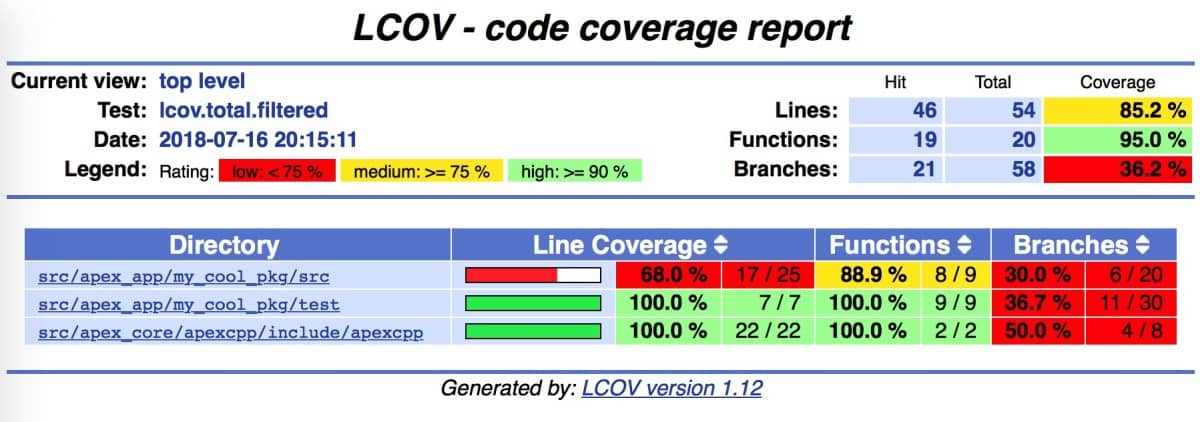 LCOV - code coverage report
Current view: top level
Hit Total Coverage
Test: lcov.total.filtered
Lines: 46 54 85.2 %
Date: 2018-07-16 20:15:11
Functions: 19 20 95.0 %
Legend: Rating: low: < 75 % medium: >= 75 % high: >= 90 %
Branches: 21 58 36.2 %
Directory Line Coverage Functions Branches
src/apex_app/my_cool_pkg/src 68.0 % 17 / 25 88.9 % 8 / 9 30.0 % 6 / 20
src/apex_app/my_cool_pkg/test 100.0 % 7 / 7 100.0 % 9 / 9 36.7 % 11 / 30
src/apex_core/apexcpp/include/apexcpp 100.0 % 22 / 22 100.0 % 2 / 2 50.0 % 4 / 8
Generated by: LCOV version 1.12